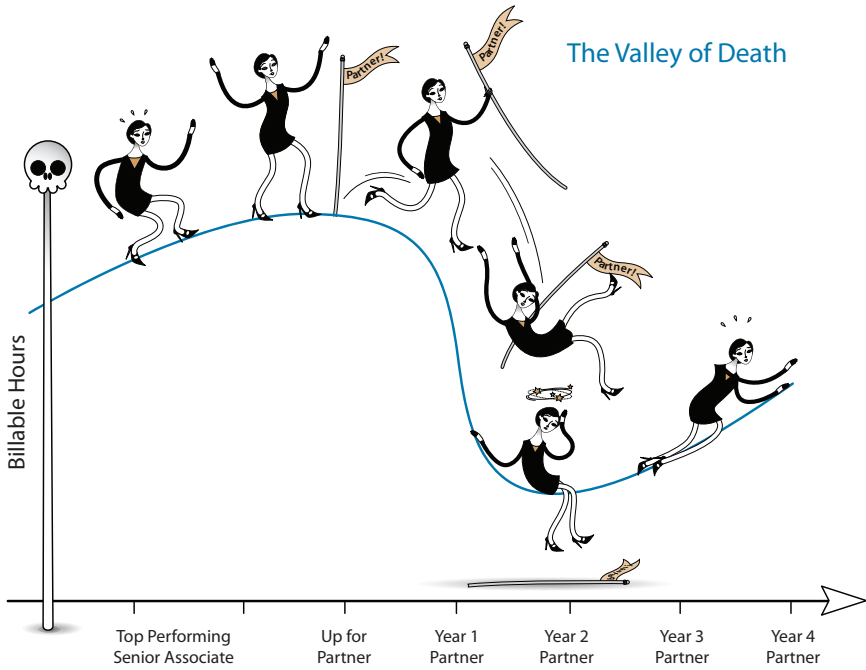 The Valley of Death
Partner!
Partner!
Partner!
Billable Hours
Top Performing
Senior Associate
Up for
Partner
Year 1
Partner
Year 2
Partner
Year 3
Partner
Year 4
Partner